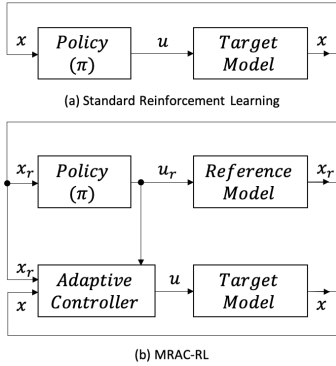 x
Policy
(π)
u
Target
Model
x
(a) Standard Reinforcement Learning
x_r
Policy
(π)
u_r
Reference
Model
x_r
x_r
x
Adaptive
Controller
u
Target
Model
x
(b) MRAC-RL